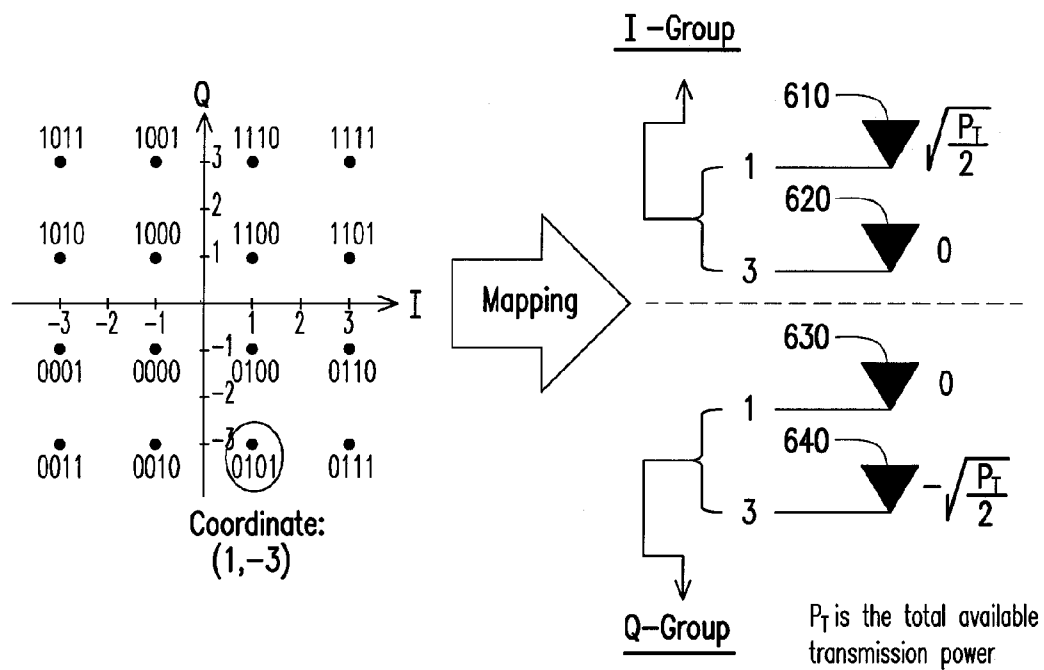 I-Group
Q
1011 1001 1110 1111
3
2
1010 1000 1100 1101
1
I
-3 -2 -1 1 2 3
-1
0001 0000 0100 0110
-2
-3
0011 0010 0101 0111
Coordinate:
(1,-3)
Mapping
610
1
√(P_T/2)
620
3
0
630
1
0
640
3
-√(P_T/2)
Q-Group
P_T is the total available
transmission power